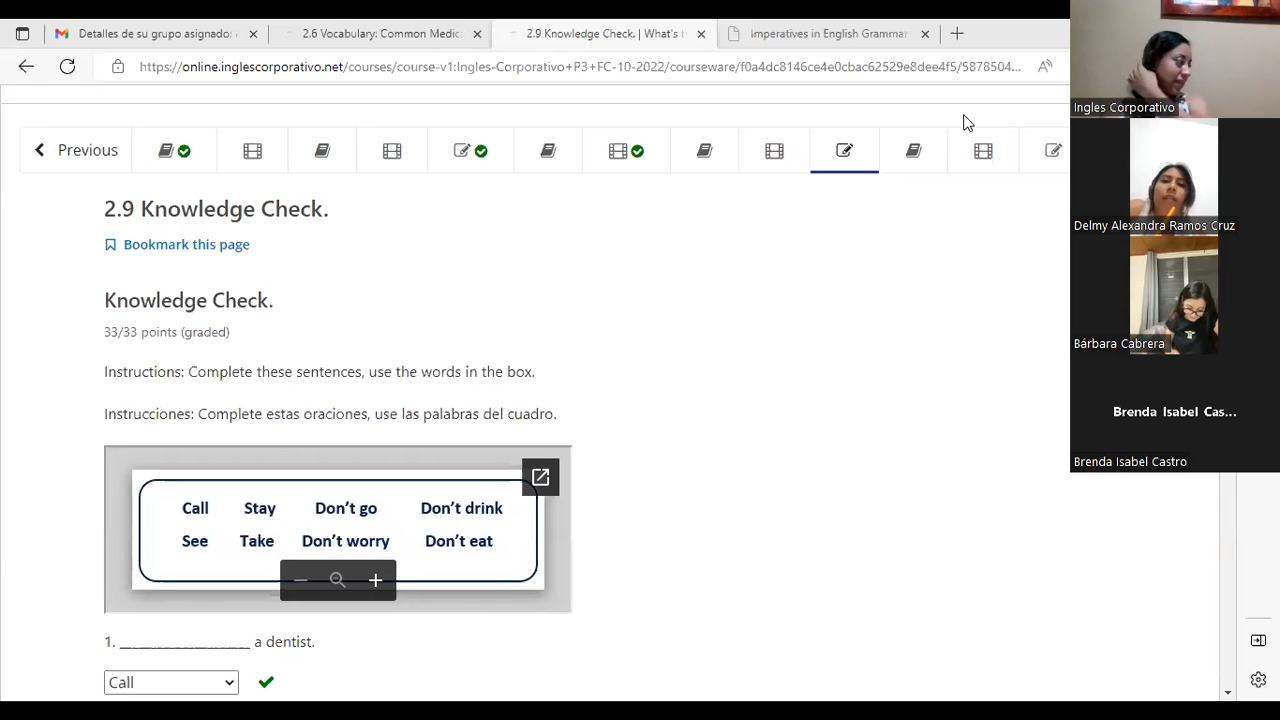 Detalles de su grupo asignado:
2.6 Vocabulary: Common Medic
2.9 Knowledge Check. | What's
Imperatives in English Grammar
https://online.inglescorporativo.net/courses/course-v1:Ingles-Corporativo+P3+FC-10-2022/courseware/f0a4dc8146ce4e0cbac62529e8dee4f5/5878504...
Previous
2.9 Knowledge Check.
Bookmark this page
Knowledge Check.
33/33 points (graded)
Instructions: Complete these sentences, use the words in the box.
Instrucciones: Complete estas oraciones, use las palabras del cuadro.
Call Stay Don't go Don't drink
See Take Don't worry Don't eat
1. ____________________ a dentist.
Call
Ingles Corporativo
Delmy Alexandra Ramos Cruz
Bárbara Cabrera
Brenda Isabel Cas...
Brenda Isabel Castro